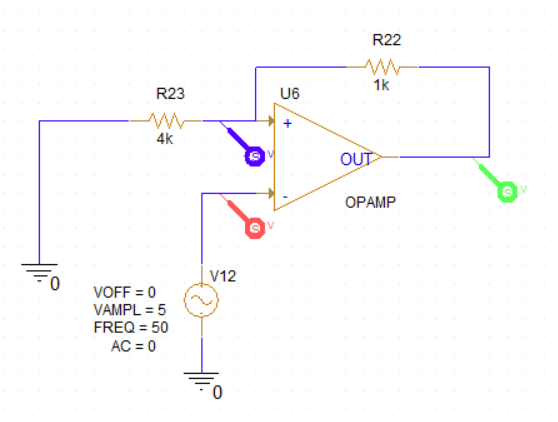 R22
1k
R23
4k
U6
+
OUT
-
OPAMP
V
V
V
0
V12
VOFF = 0
VAMPL = 5
FREQ = 50
AC = 0
0